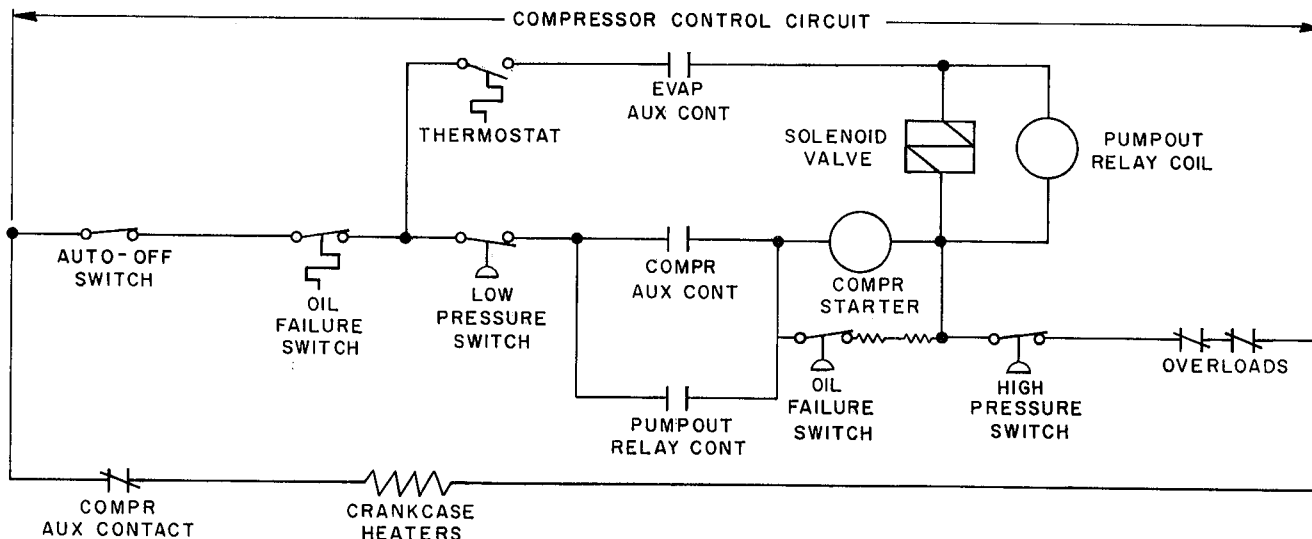 COMPRESSOR CONTROL CIRCUIT
THERMOSTAT
EVAP
AUX CONT
SOLENOID
VALVE
PUMPOUT
RELAY COIL
AUTO-OFF
SWITCH
OIL
FAILURE
SWITCH
LOW
PRESSURE
SWITCH
COMPR
AUX CONT
COMPR
STARTER
PUMPOUT
RELAY CONT
OIL
FAILURE
SWITCH
HIGH
PRESSURE
SWITCH
OVERLOADS
COMPR
AUX CONTACT
CRANKCASE
HEATERS